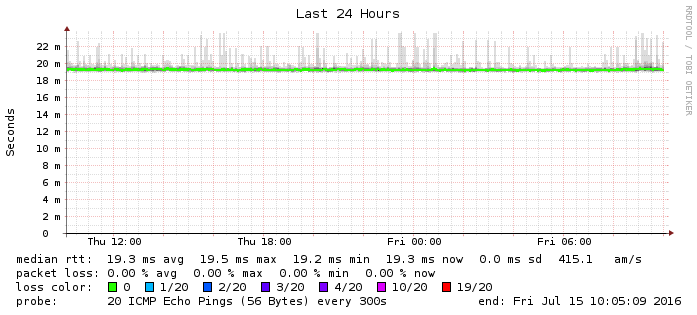 Last 24 Hours
RRDTOOL / TOBI OETIKER
Seconds
22 m
20 m
18 m
16 m
14 m
12 m
10 m
8 m
6 m
4 m
2 m
0
Thu 12:00 Thu 18:00 Fri 00:00 Fri 06:00
median rtt: 19.3 ms avg 19.5 ms max 19.2 ms min 19.3 ms now 0.0 ms sd 415.1 am/s
packet loss: 0.00 % avg 0.00 % max 0.00 % min 0.00 % now
loss color: 0 1/20 2/20 3/20 4/20 10/20 19/20
probe: 20 ICMP Echo Pings (56 Bytes) every 300s end: Fri Jul 15 10:05:09 2016